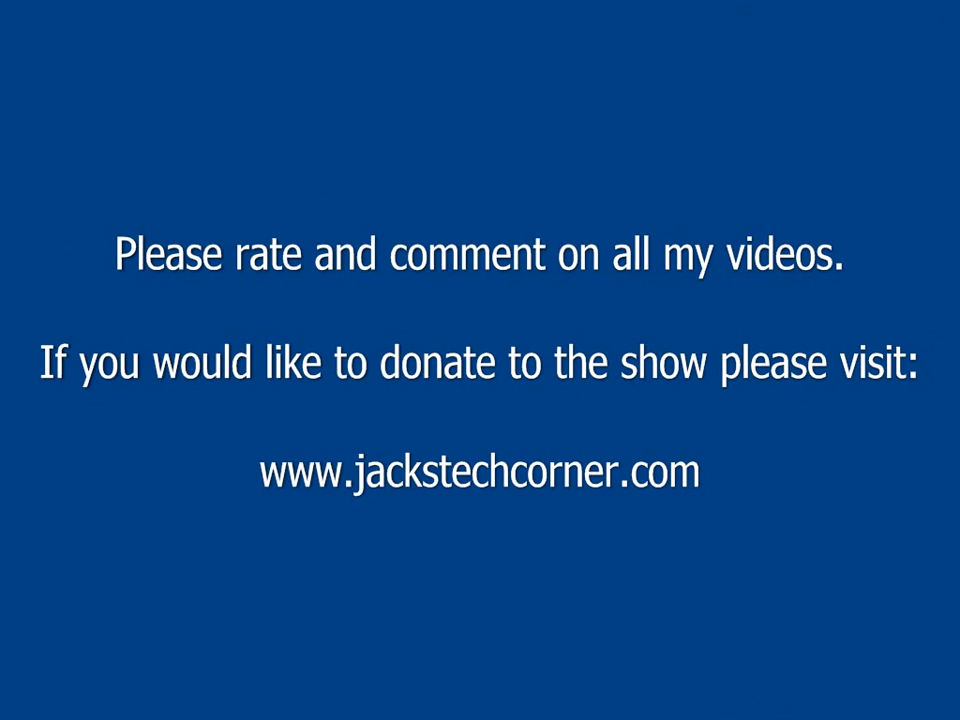 Please rate and comment on all my videos.
If you would like to donate to the show please visit:
www.jackstechcorner.com